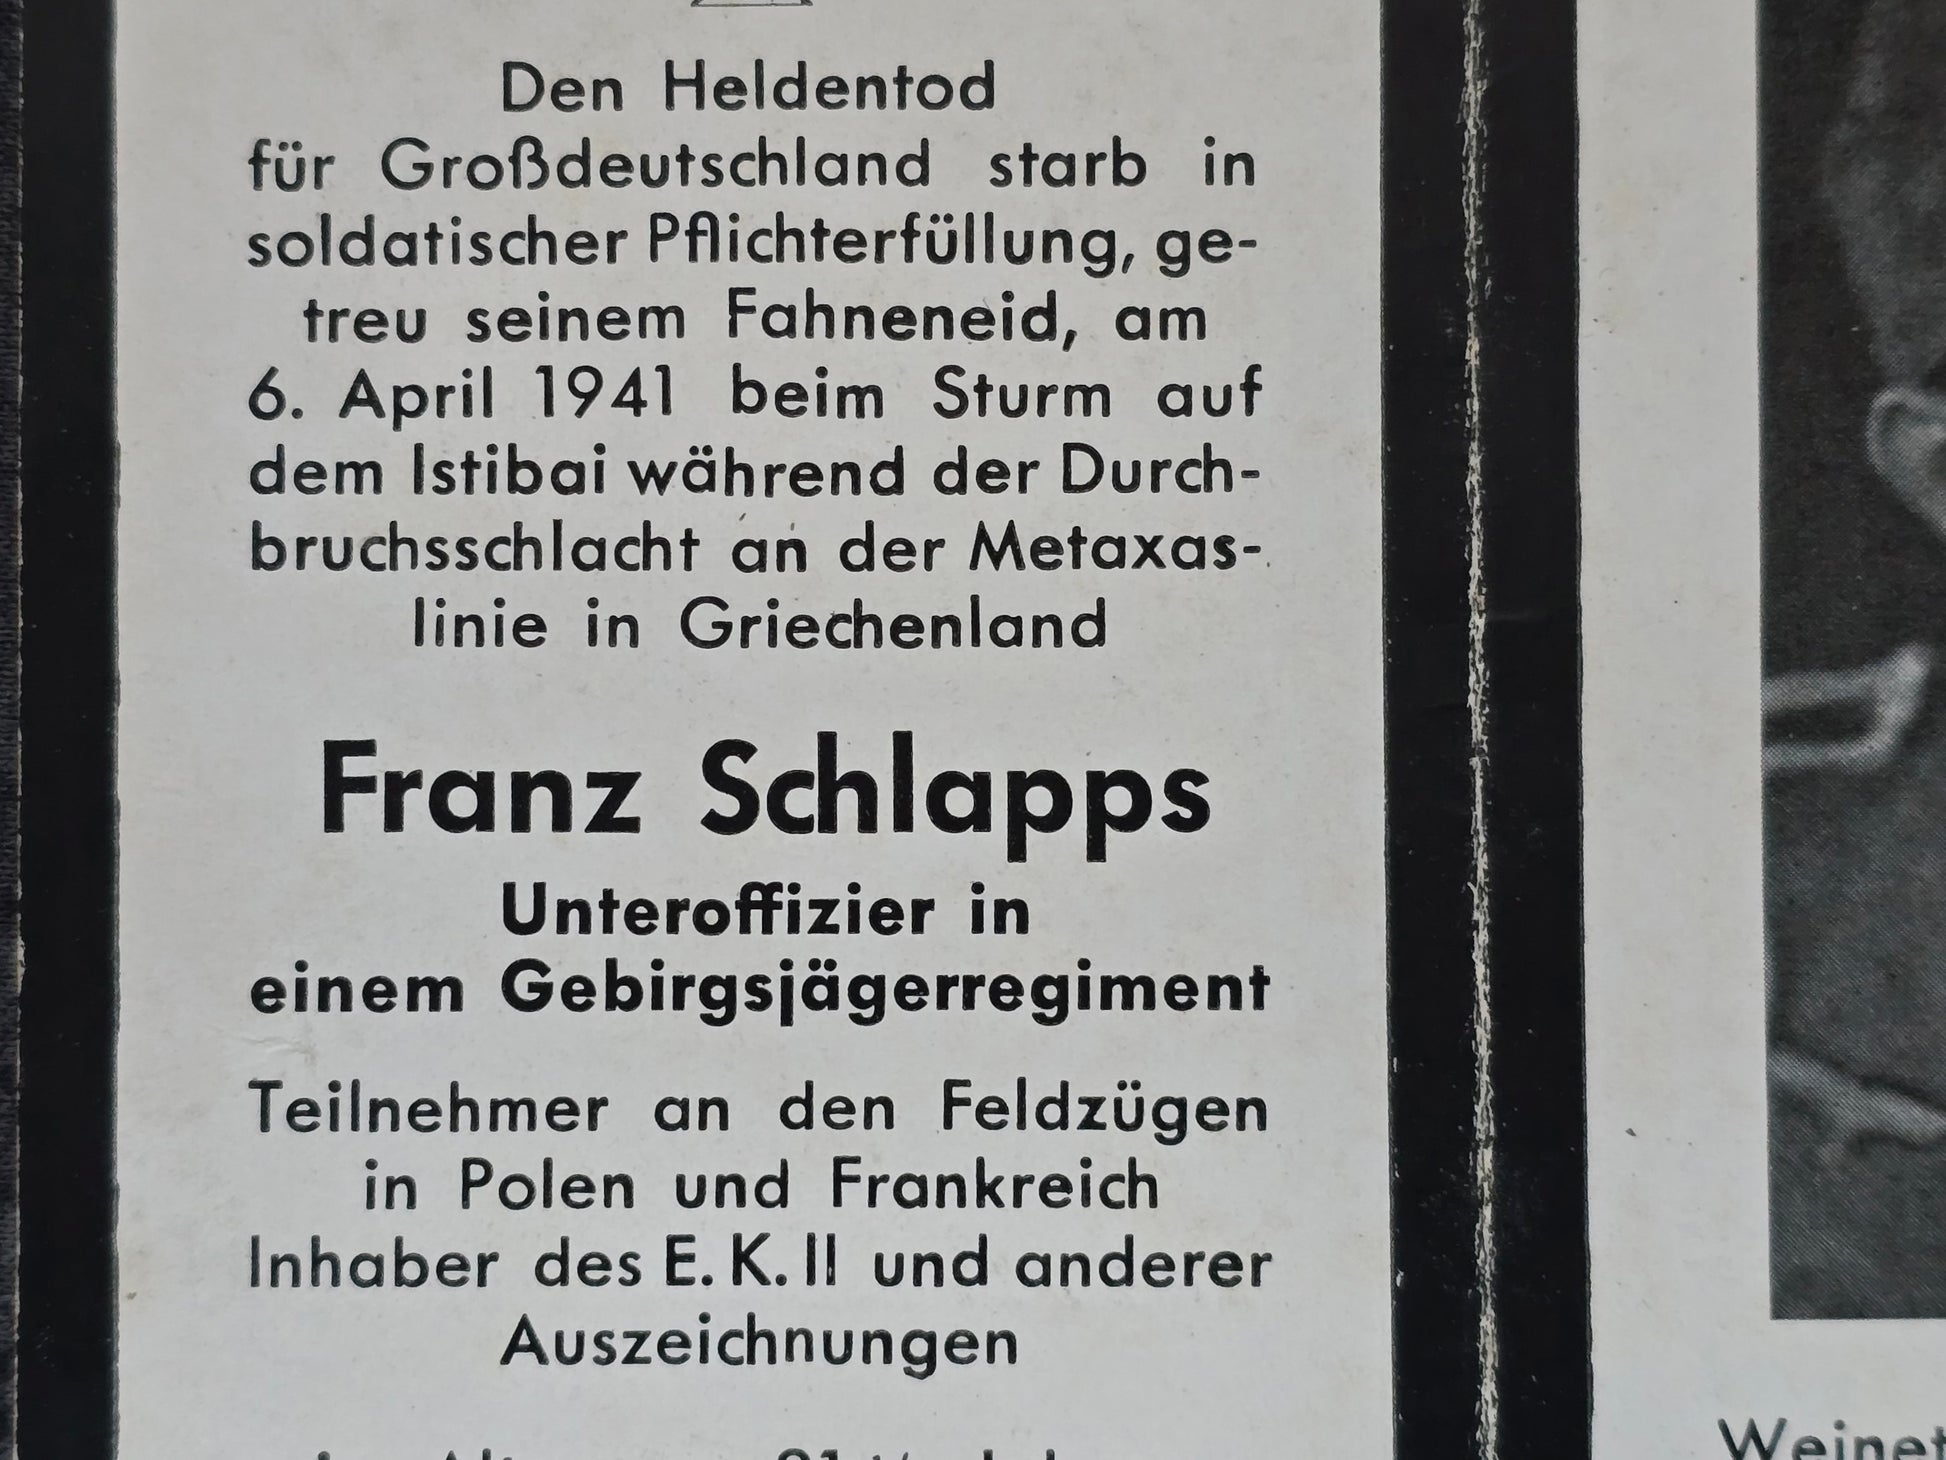 Den Heldentod
für Großdeutschland starb in
soldatischer Pflichterfüllung, ge-
treu seinem Fahneneid, am
6. April 1941 beim Sturm auf
dem Istibai während der Durch-
bruchsschlacht an der Metaxas-
linie in Griechenland
Franz Schlapps
Unteroffizier in
einem Gebirgsjägerregiment
Teilnehmer an den Feldzügen
in Polen und Frankreich
Inhaber des E. K. II und anderer
Auszeichnungen